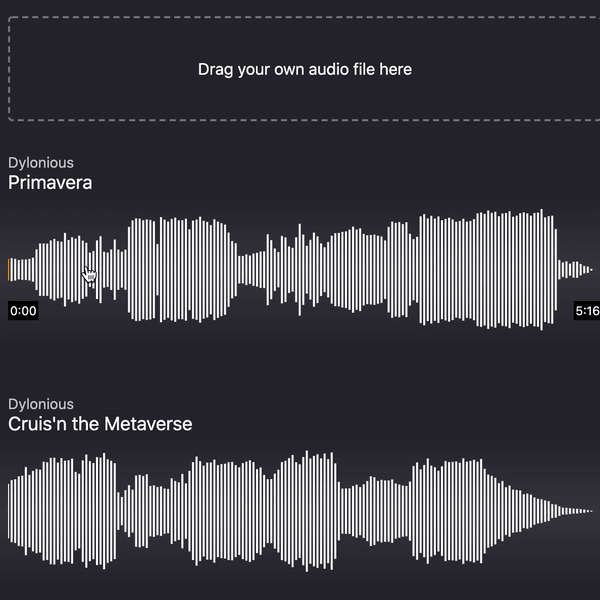 Drag your own audio file here
Dylonious
Primavera
0:00
5:16
Dylonious
Cruis'n the Metaverse